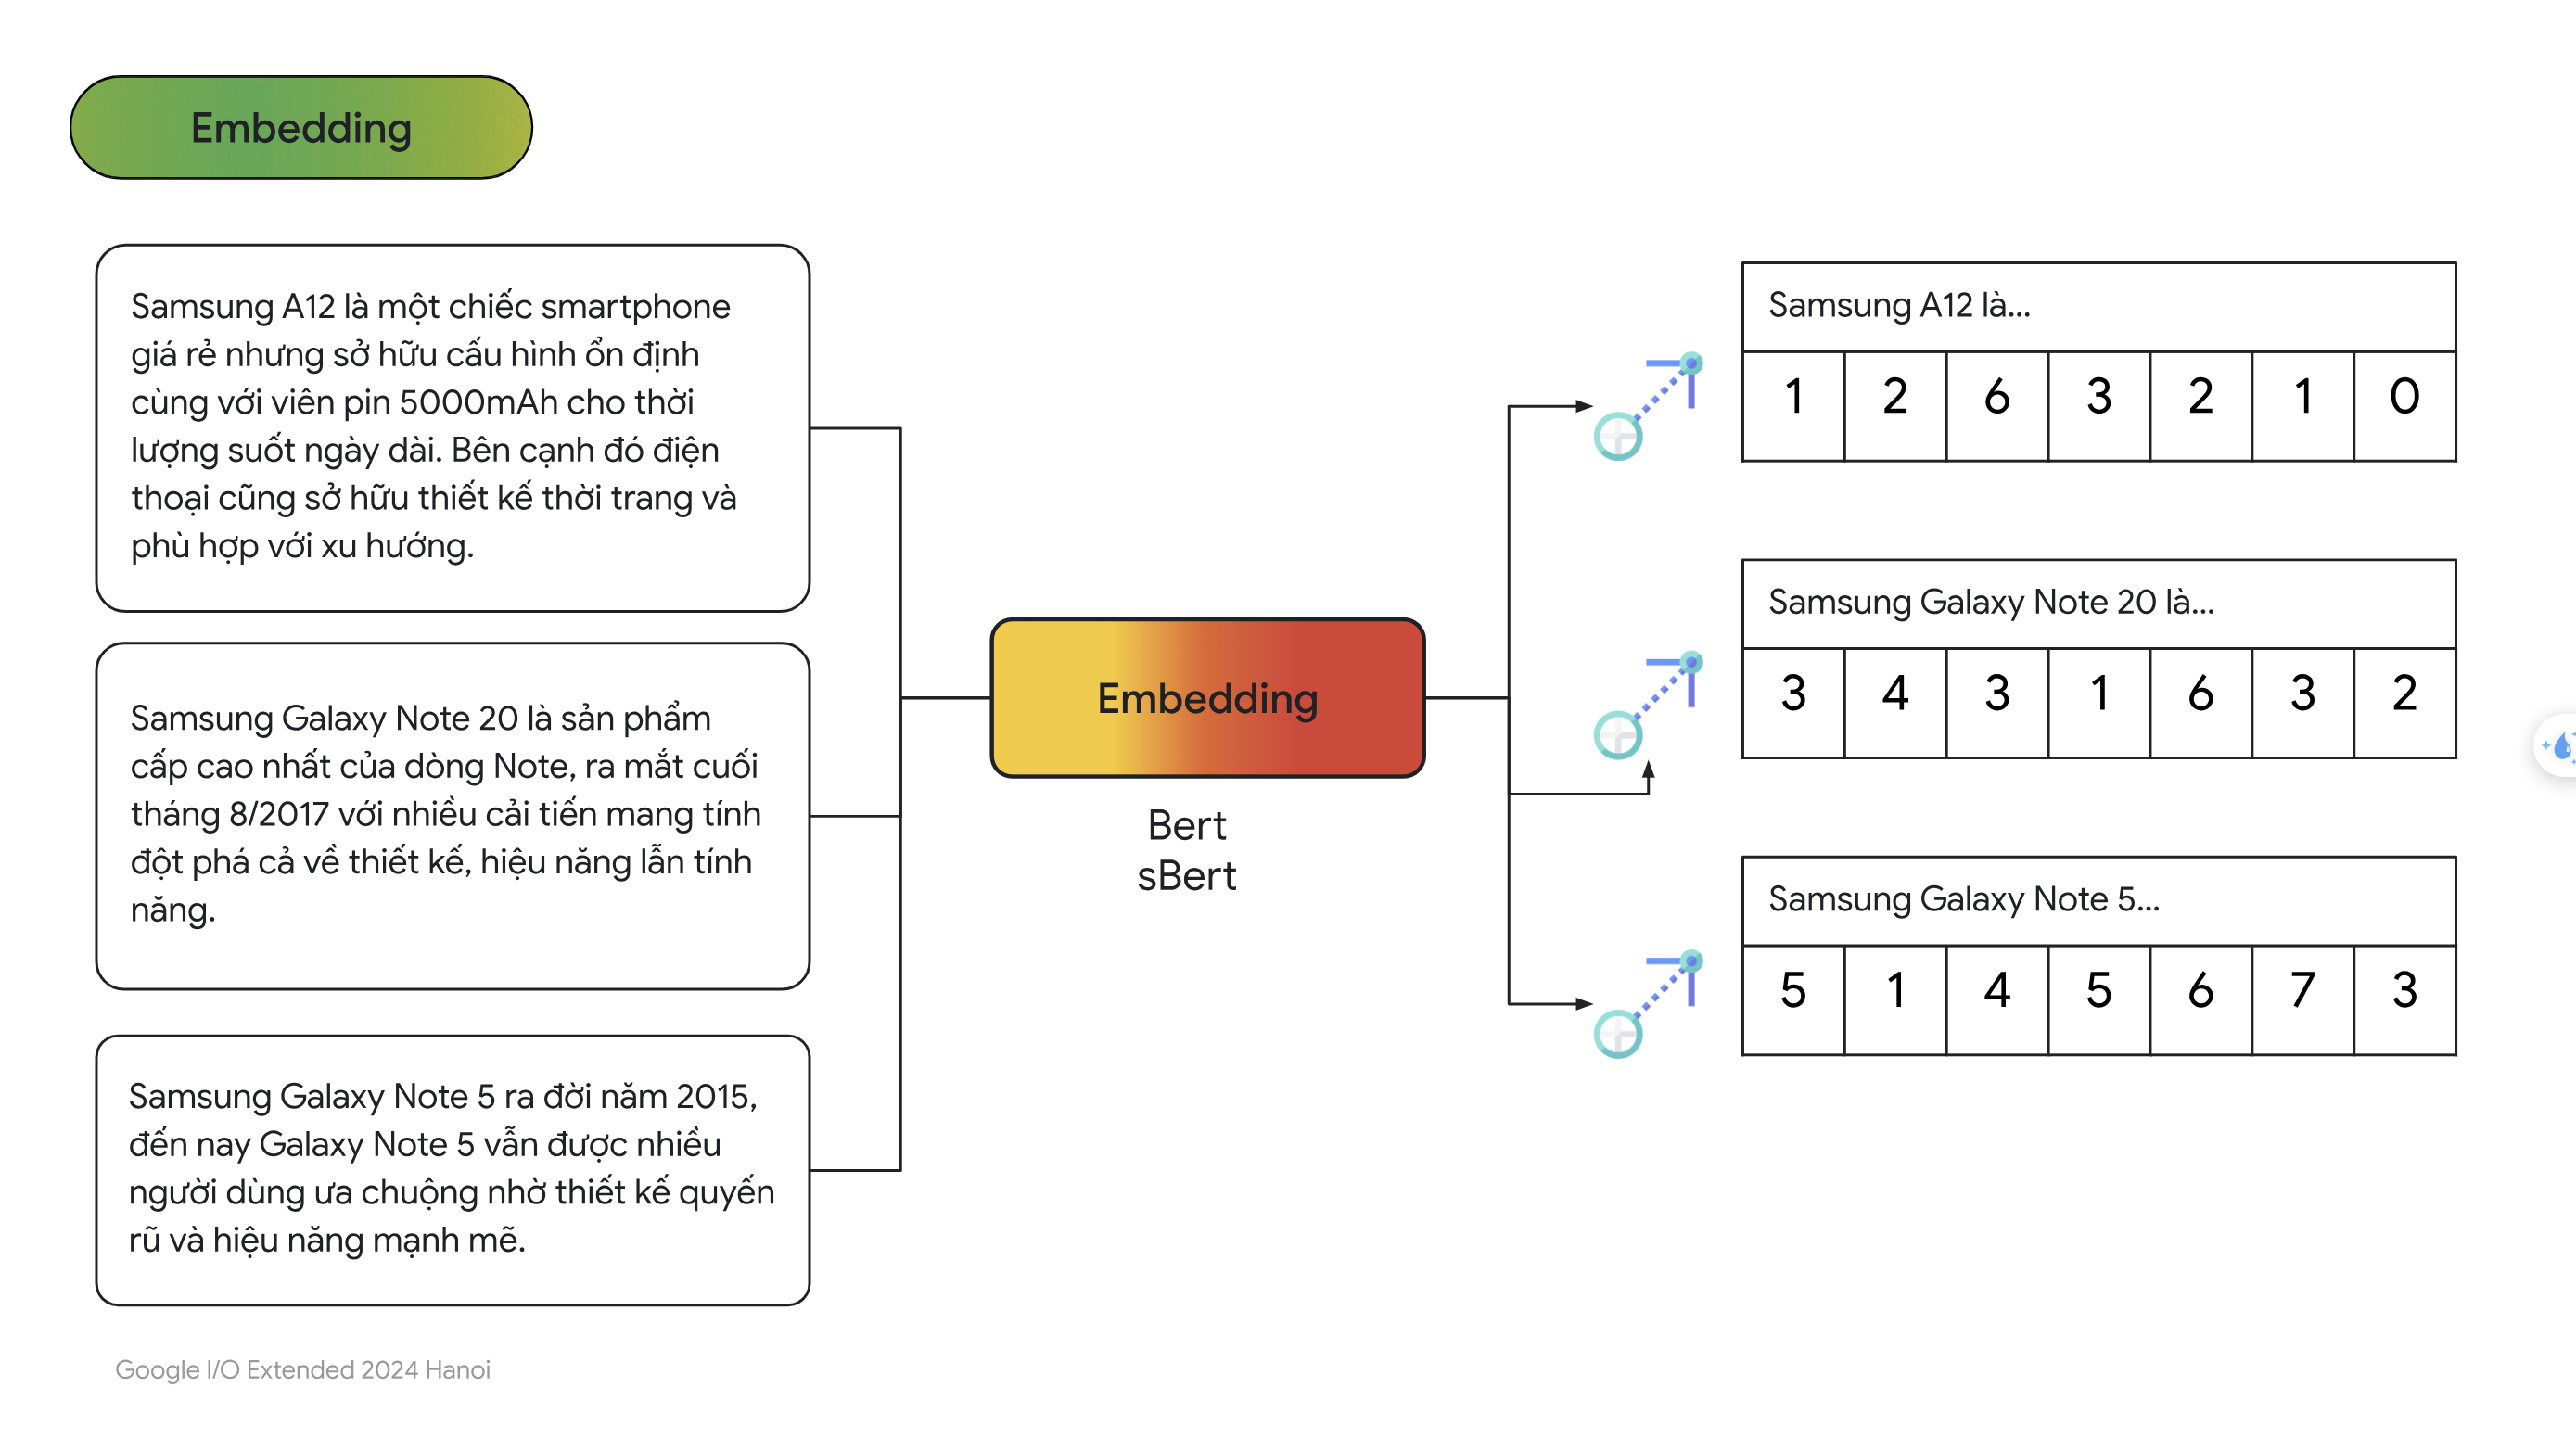 Embedding
Samsung A12 là một chiếc smartphone
giá rẻ nhưng sở hữu cấu hình ổn định
cùng với viên pin 5000mAh cho thời
lượng suốt ngày dài. Bên cạnh đó điện
thoại cũng sở hữu thiết kế thời trang và
phù hợp với xu hướng.
Samsung Galaxy Note 20 là sản phẩm
cấp cao nhất của dòng Note, ra mắt cuối
tháng 8/2017 với nhiều cải tiến mang tính
đột phá cả về thiết kế, hiệu năng lẫn tính
năng.
Samsung Galaxy Note 5 ra đời năm 2015,
đến nay Galaxy Note 5 vẫn được nhiều
người dùng ưa chuộng nhờ thiết kế quyến
rũ và hiệu năng mạnh mẽ.
Embedding
Bert
sBert
Samsung A12 là...
1 2 6 3 2 1 0
Samsung Galaxy Note 20 là...
3 4 3 1 6 3 2
Samsung Galaxy Note 5...
5 1 4 5 6 7 3
Google I/O Extended 2024 Hanoi